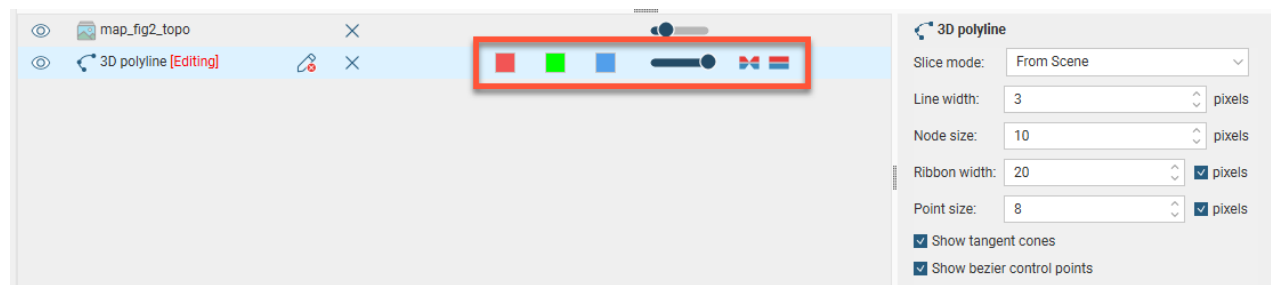 map_fig2_topo
3D polyline [Editing]
3D polyline
Slice mode: From Scene
Line width: 3 pixels
Node size: 10 pixels
Ribbon width: 20 pixels
Point size: 8 pixels
Show tangent cones
Show bezier control points